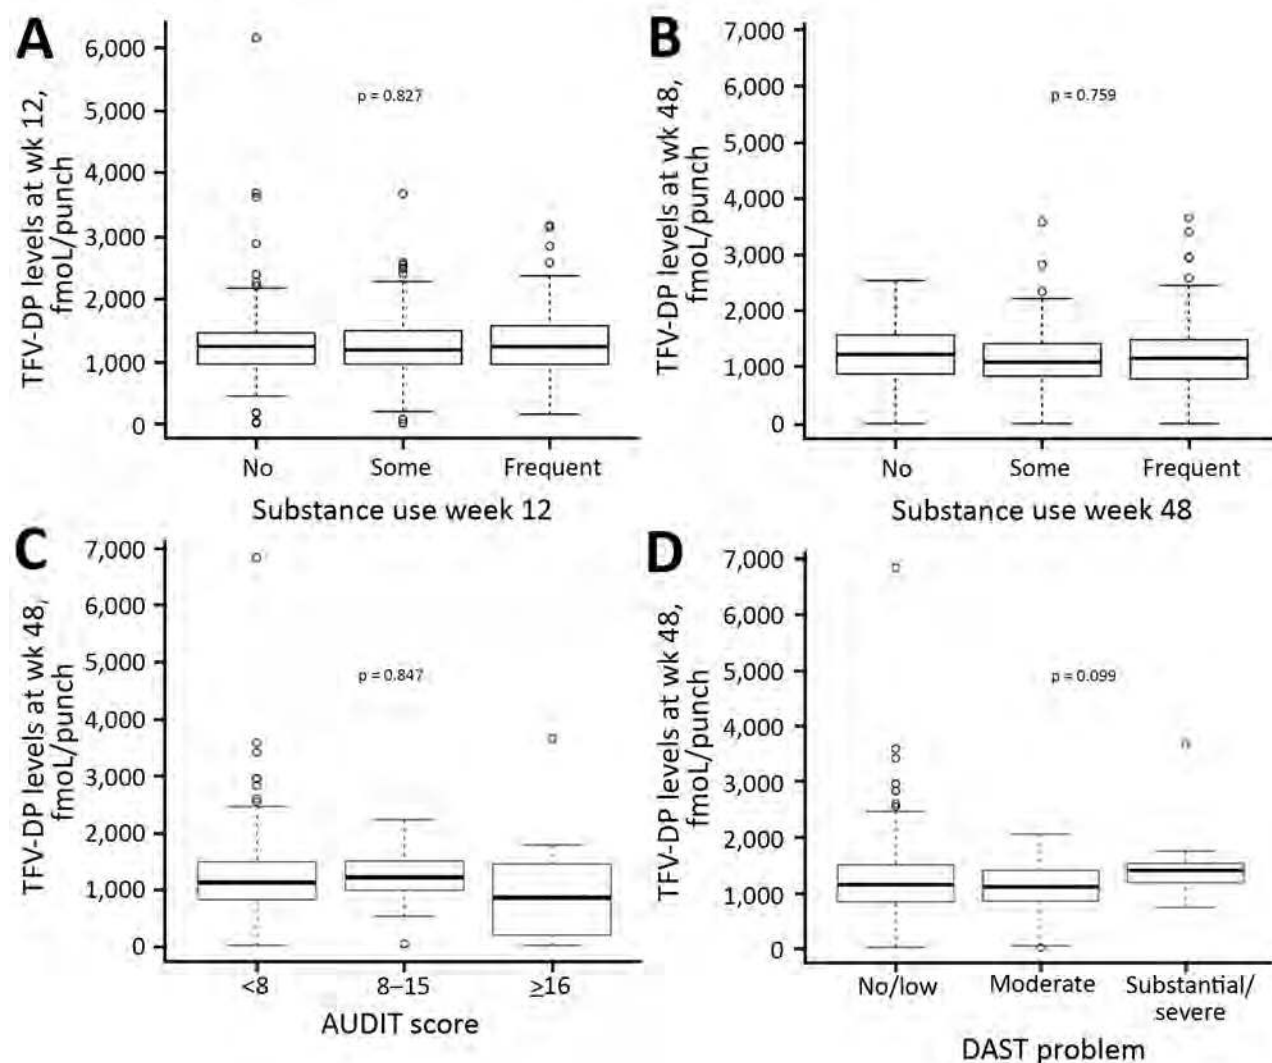 A
TFV-DP levels at wk 12,
fmoL/punch
6,000
5,000
4,000
3,000
2,000
1,000
0
p = 0.827
No
Some
Frequent
Substance use week 12
B
TFV-DP levels at wk 48,
fmoL/punch
7,000
6,000
5,000
4,000
3,000
2,000
1,000
0
p = 0.759
No
Some
Frequent
Substance use week 48
C
TFV-DP levels at wk 48,
fmoL/punch
7,000
6,000
5,000
4,000
3,000
2,000
1,000
0
p = 0.847
<8
8–15
≥16
AUDIT score
D
TFV-DP levels at wk 48,
fmoL/punch
7,000
6,000
5,000
4,000
3,000
2,000
1,000
0
p = 0.099
No/low
Moderate
Substantial/
severe
DAST problem